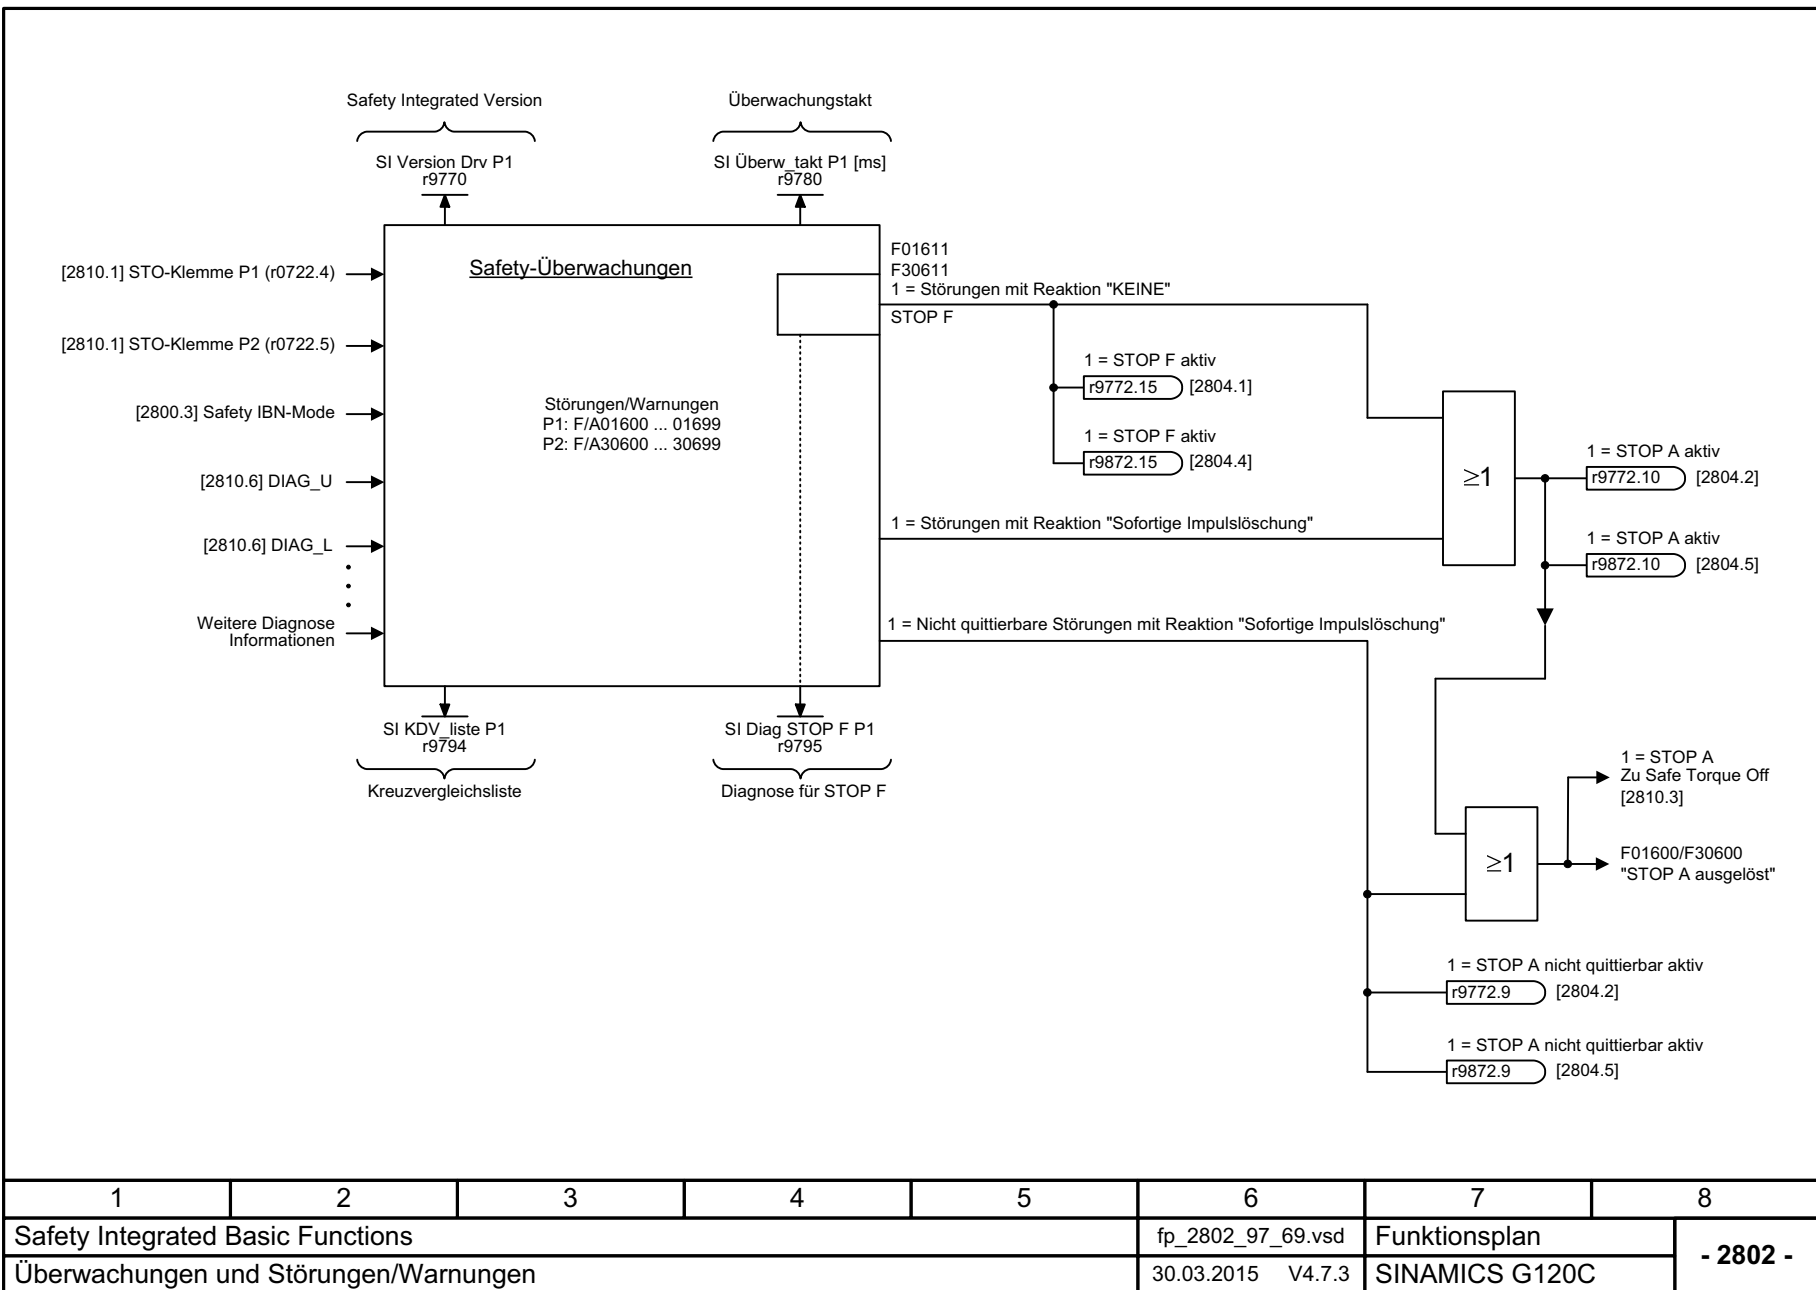 Safety Integrated Version
Überwachungstakt
SI Version Drv P1
r9770
SI Überw_takt P1 [ms]
r9780
[2810.1] STO-Klemme P1 (r0722.4)
[2810.1] STO-Klemme P2 (r0722.5)
[2800.3] Safety IBN-Mode
[2810.6] DIAG_U
[2810.6] DIAG_L
Weitere Diagnose
Informationen
Safety-Überwachungen
Störungen/Warnungen
P1: F/A01600 ... 01699
P2: F/A30600 ... 30699
F01611
F30611
1 = Störungen mit Reaktion "KEINE"
STOP F
1 = STOP F aktiv
r9772.15 [2804.1]
1 = STOP F aktiv
r9872.15 [2804.4]
1 = Störungen mit Reaktion "Sofortige Impulslöschung"
1 = Nicht quittierbare Störungen mit Reaktion "Sofortige Impulslöschung"
≥1
1 = STOP A aktiv
r9772.10 [2804.2]
1 = STOP A aktiv
r9872.10 [2804.5]
SI KDV_liste P1
r9794
Kreuzvergleichsliste
SI Diag STOP F P1
r9795
Diagnose für STOP F
≥1
1 = STOP A
Zu Safe Torque Off
[2810.3]
F01600/F30600
"STOP A ausgelöst"
1 = STOP A nicht quittierbar aktiv
r9772.9 [2804.2]
1 = STOP A nicht quittierbar aktiv
r9872.9 [2804.5]
1 2 3 4 5 6 7 8
Safety Integrated Basic Functions
fp_2802_97_69.vsd
Funktionsplan
- 2802 -
Überwachungen und Störungen/Warnungen
30.03.2015 V4.7.3
SINAMICS G120C